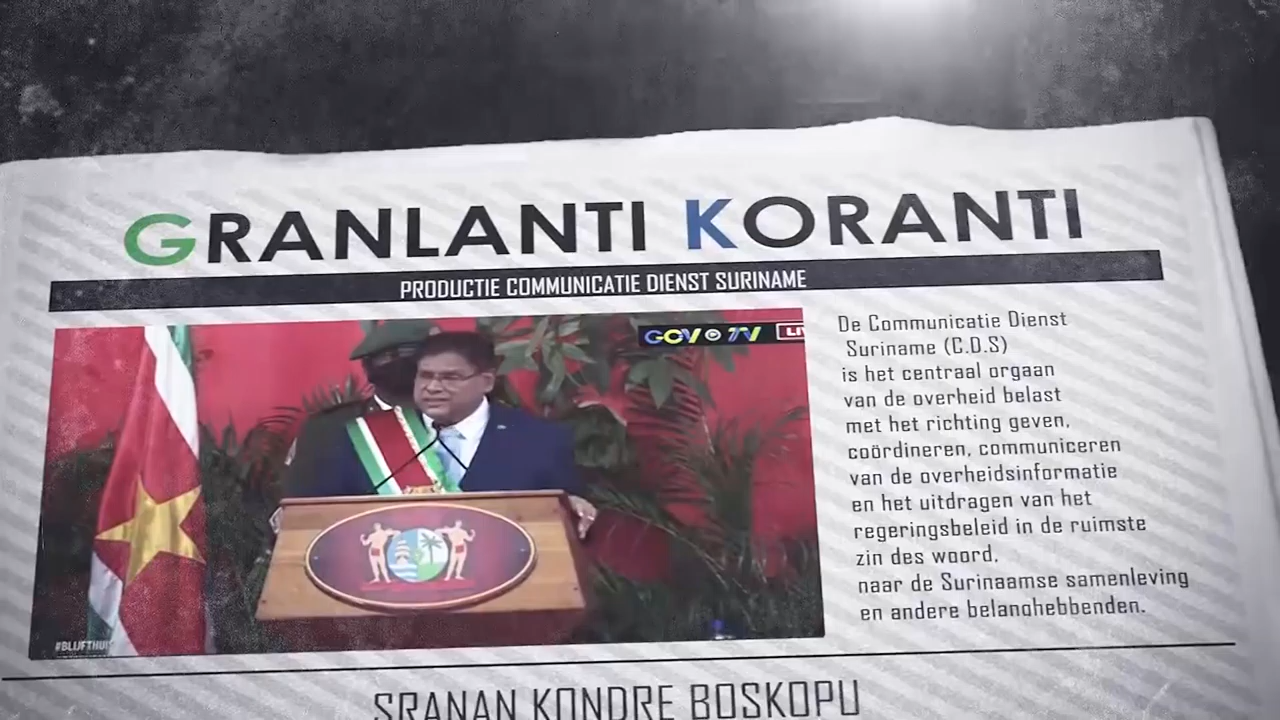 GRANLANTI KORANTI
PRODUCTIE COMMUNICATIE DIENST SURINAME
GOV TV LIV
#BLIJFTHUIS
De Communicatie Dienst
Suriname (C.D.S)
is het centraal orgaan
van de overheid belast
met het richting geven,
coördineren, communiceren
van de overheidsinformatie
en het uitdragen van het
regeringsbeleid in de ruimste
zin des woord,
naar de Surinaamse samenleving
en andere belanghebbenden.
SRANAN KONDRE BOSKOPU